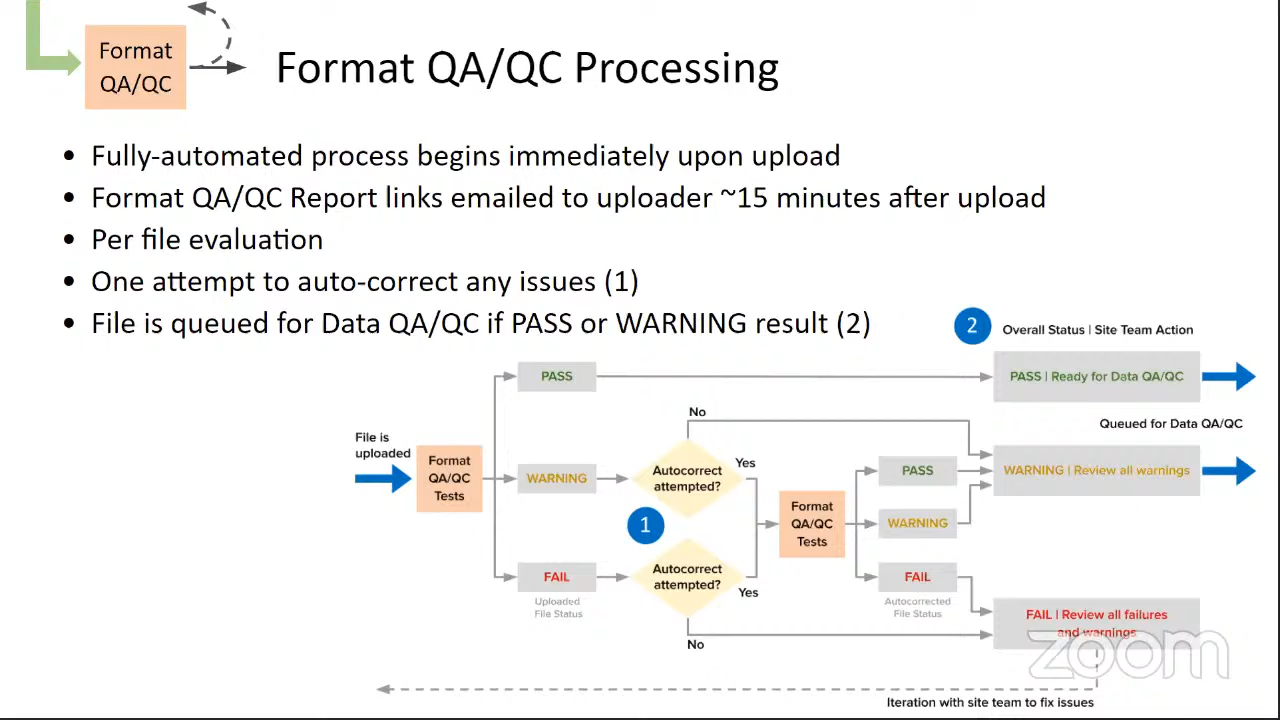 Format
QA/QC
Format QA/QC Processing
• Fully-automated process begins immediately upon upload
• Format QA/QC Report links emailed to uploader ~15 minutes after upload
• Per file evaluation
• One attempt to auto-correct any issues (1)
• File is queued for Data QA/QC if PASS or WARNING result (2)
2
Overall Status | Site Team Action
PASS
PASS | Ready for Data QA/QC
No
Queued for Data QA/QC
File is
uploaded
Format
QA/QC
Tests
WARNING
Autocorrect
attempted?
Yes
PASS
WARNING | Review all warnings
1
Format
QA/QC
Tests
WARNING
FAIL
Uploaded
File Status
Autocorrect
attempted?
Yes
FAIL
Autocorrected
File Status
FAIL | Review all failures
and warnings
No
zoom
Iteration with site team to fix issues